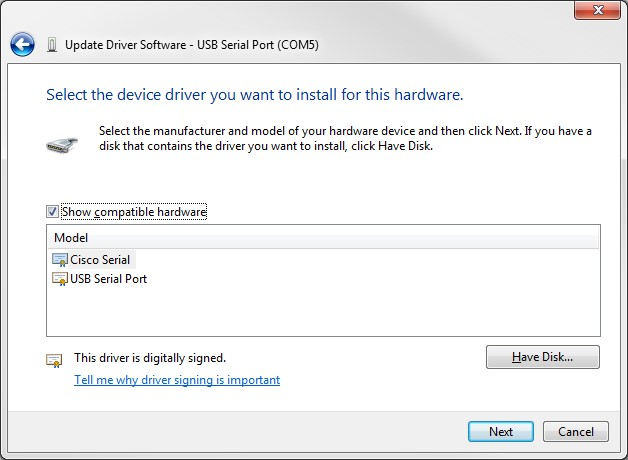 Update Driver Software - USB Serial Port (COM5)
Select the device driver you want to install for this hardware.
Select the manufacturer and model of your hardware device and then click Next. If you have a
disk that contains the driver you want to install, click Have Disk.
Show compatible hardware
Model
Cisco Serial
USB Serial Port
This driver is digitally signed.
Have Disk...
Tell me why driver signing is important
Next
Cancel